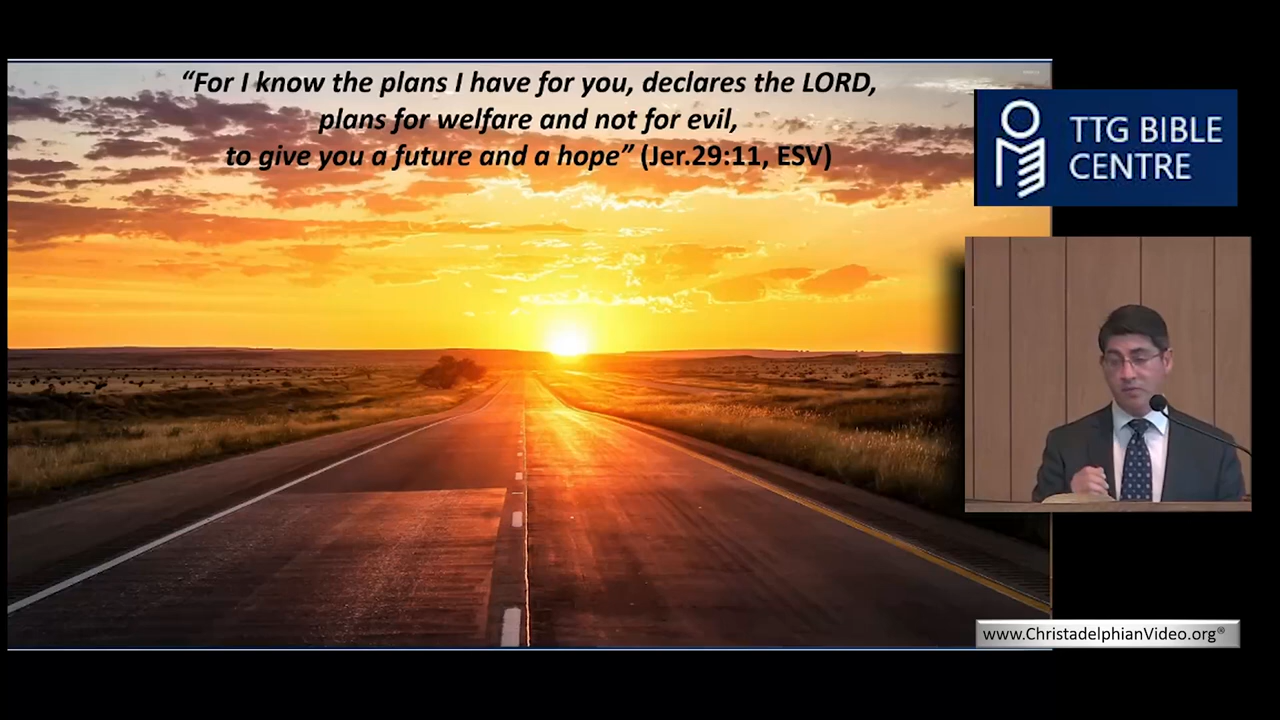 “For I know the plans I have for you, declares the LORD,
plans for welfare and not for evil,
to give you a future and a hope” (Jer.29:11, ESV)
TTG BIBLE
CENTRE
www.ChristadelphianVideo.org®